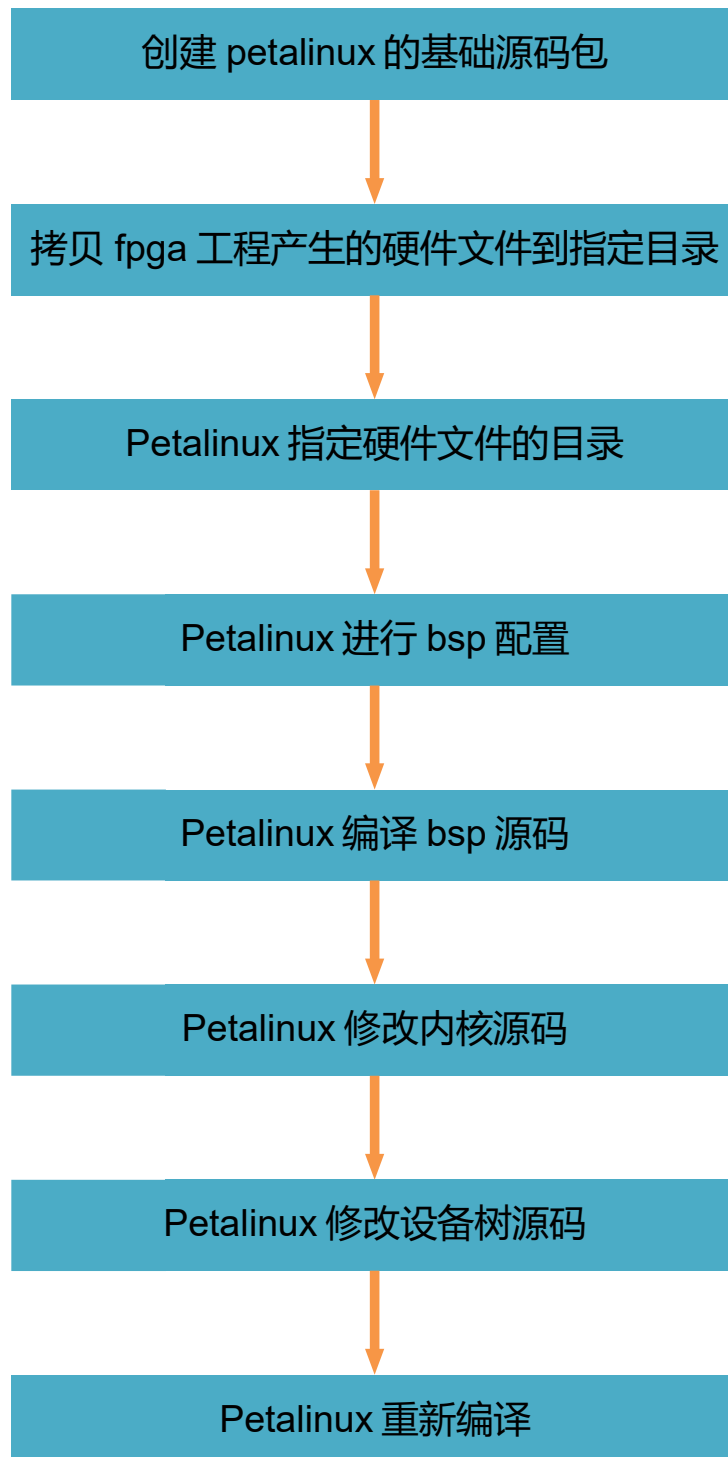 创建 petalinux 的基础源码包
拷贝 fpga 工程产生的硬件文件到指定目录
Petalinux 指定硬件文件的目录
Petalinux 进行 bsp 配置
Petalinux 编译 bsp 源码
Petalinux 修改内核源码
Petalinux 修改设备树源码
Petalinux 重新编译